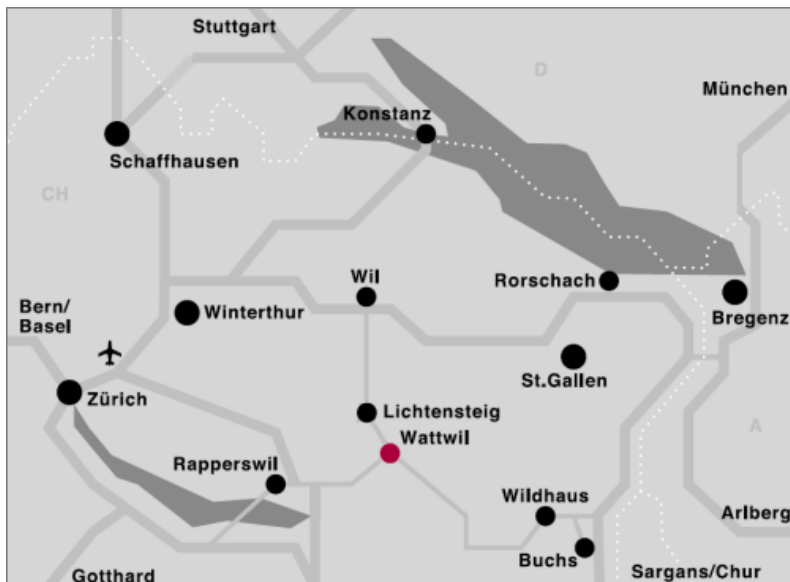 Stuttgart
D
München
Konstanz
Schaffhausen
CH
Wil
Rorschach
Bern/
Basel
Winterthur
Bregenz
St.Gallen
Zürich
Lichtensteig
A
Wattwil
Rapperswil
Wildhaus
Arlberg
Buchs
Gotthard
Sargans/Chur